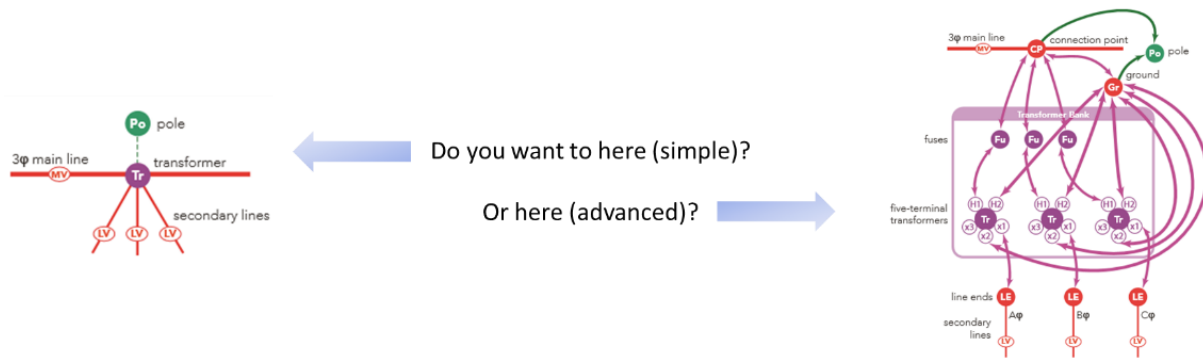 Po
pole
3φ main line
transformer
MV
Tr
secondary lines
LV
LV
LV
Do you want to here (simple)?
Or here (advanced)?
3φ main line
connection point
MV
CP
Po
pole
ground
Gr
Transformer Bank
fuses
Fu
Fu
Fu
H1
H2
H1
H2
H1
H2
five-terminal
transformers
Tr
Tr
Tr
x3
x1
x3
x1
x3
x1
x2
x2
x2
line ends
LE
LE
LE
Aφ
Bφ
Cφ
secondary
lines
LV
LV
LV